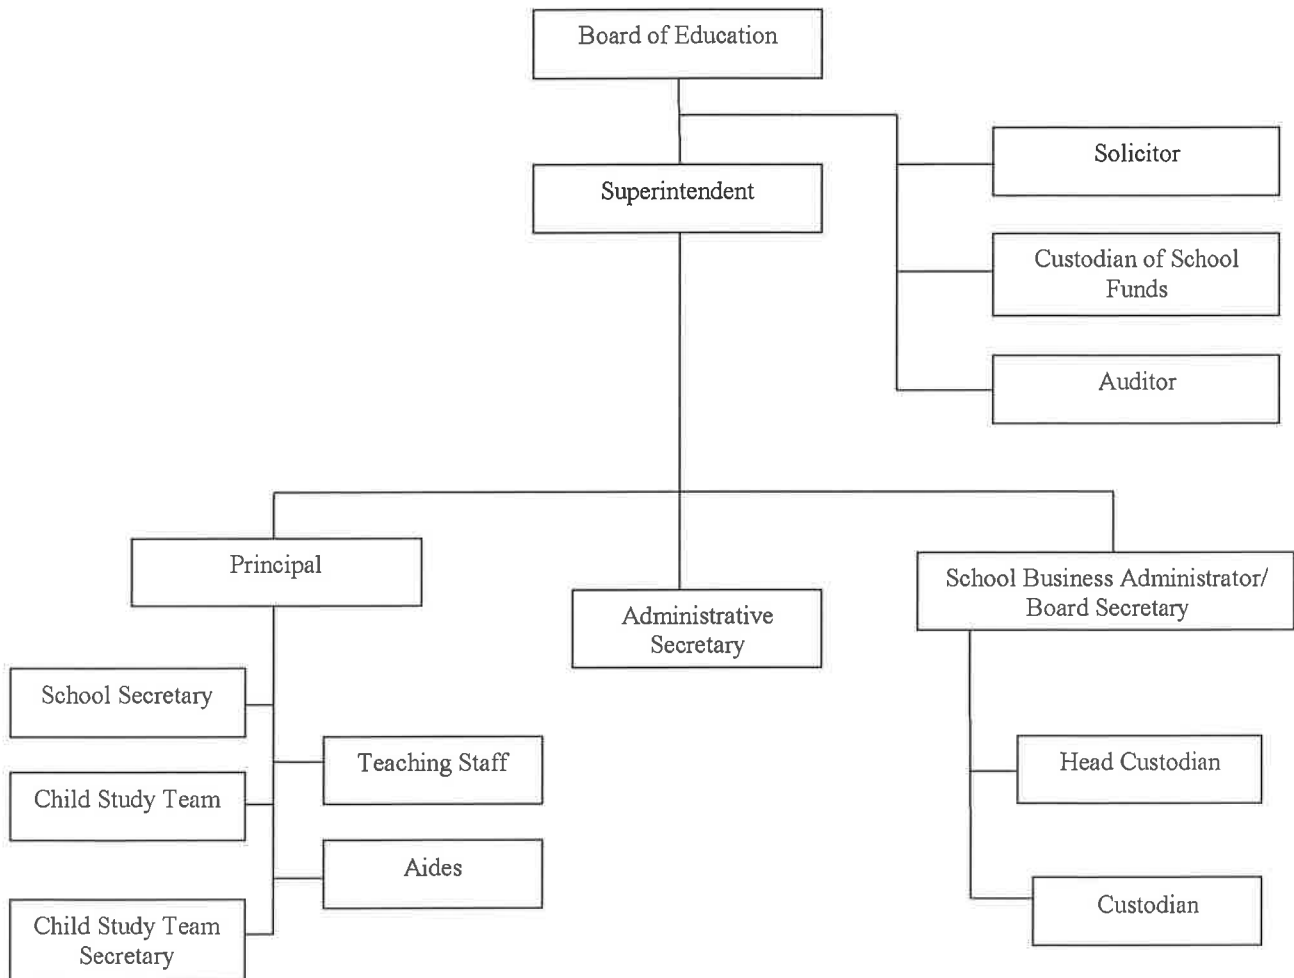 Board of Education
Solicitor
Superintendent
Custodian of School
Funds
Auditor
Principal
Administrative
Secretary
School Business Administrator/
Board Secretary
School Secretary
Teaching Staff
Head Custodian
Child Study Team
Aides
Custodian
Child Study Team
Secretary